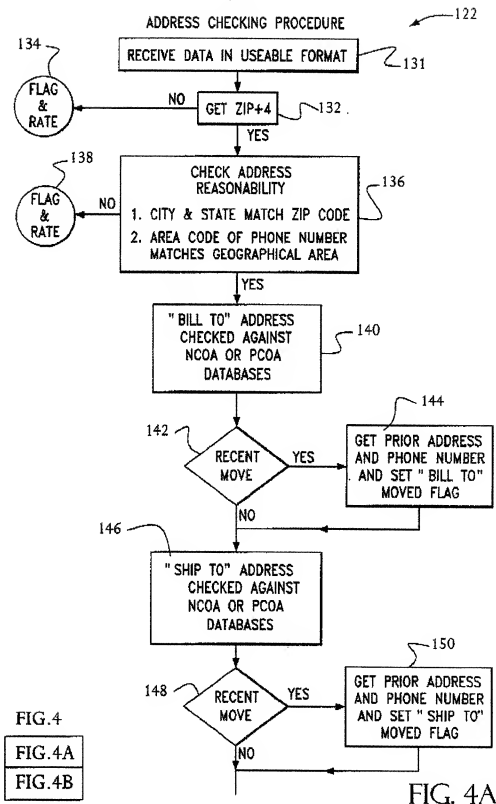 ADDRESS CHECKING PROCEDURE
122
RECEIVE DATA IN USEABLE FORMAT
131
134
FLAG
&
RATE
NO
GET ZIP+4
132
YES
138
FLAG
&
RATE
NO
CHECK ADDRESS
REASONABILITY
1. CITY & STATE MATCH ZIP CODE
2. AREA CODE OF PHONE NUMBER
MATCHES GEOGRAPHICAL AREA
136
YES
"BILL TO" ADDRESS
CHECKED AGAINST
NCOA OR PCOA
DATABASES
140
142
RECENT
MOVE
YES
144
GET PRIOR ADDRESS
AND PHONE NUMBER
AND SET "BILL TO"
MOVED FLAG
NO
146
"SHIP TO" ADDRESS
CHECKED AGAINST
NCOA OR PCOA
DATABASES
148
RECENT
MOVE
YES
150
GET PRIOR ADDRESS
AND PHONE NUMBER
AND SET "SHIP TO"
MOVED FLAG
NO
FIG.4
FIG.4A
FIG.4B
FIG. 4A